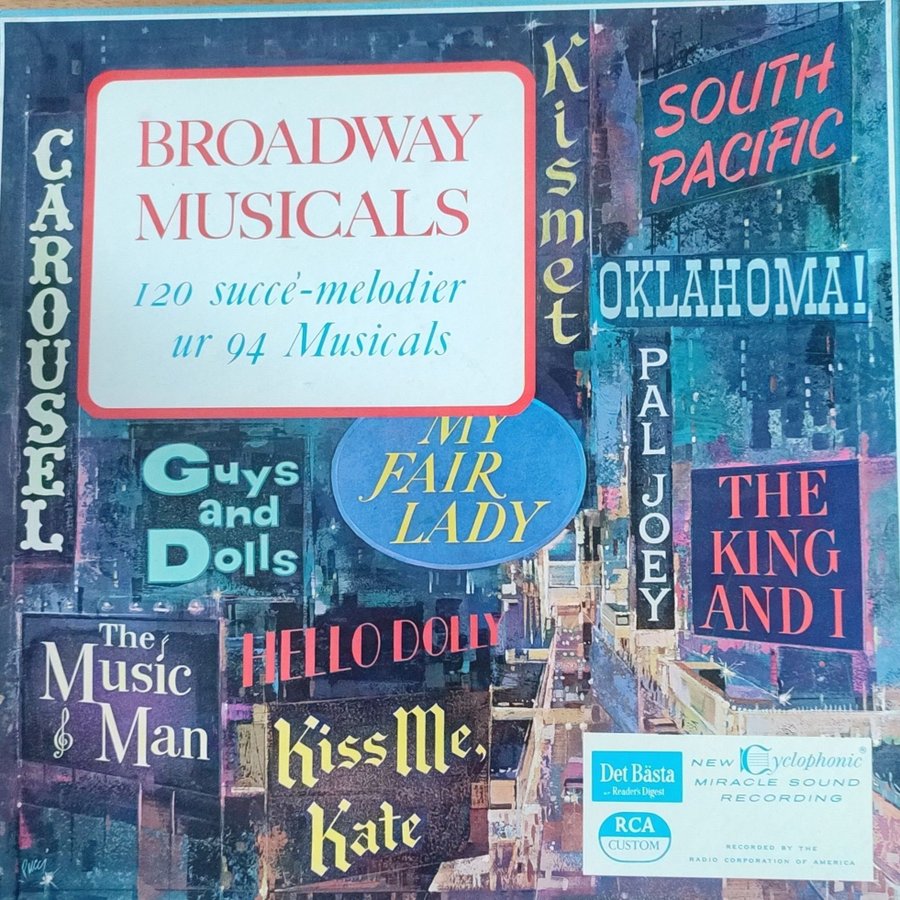 BROADWAY
MUSICALS
120 succé-melodier
ur 94 Musicals
CAROUSEL
Kismet
SOUTH
PACIFIC
OKLAHOMA!
PAL JOEY
MY
FAIR
LADY
Guys
and
Dolls
THE
KING
AND I
The
Music
Man
HELLO DOLLY
Kiss Me,
Kate
Det Bästa
Reader's Digest
RCA
CUSTOM
NEW Cyclophonic®
MIRACLE SOUND
RECORDING
RECORDED BY THE
RADIO CORPORATION OF AMERICA